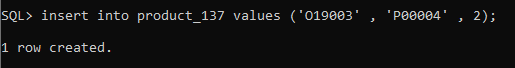 SQL> insert into product_137 values ('O19003' , 'P00004' , 2);
1 row created.